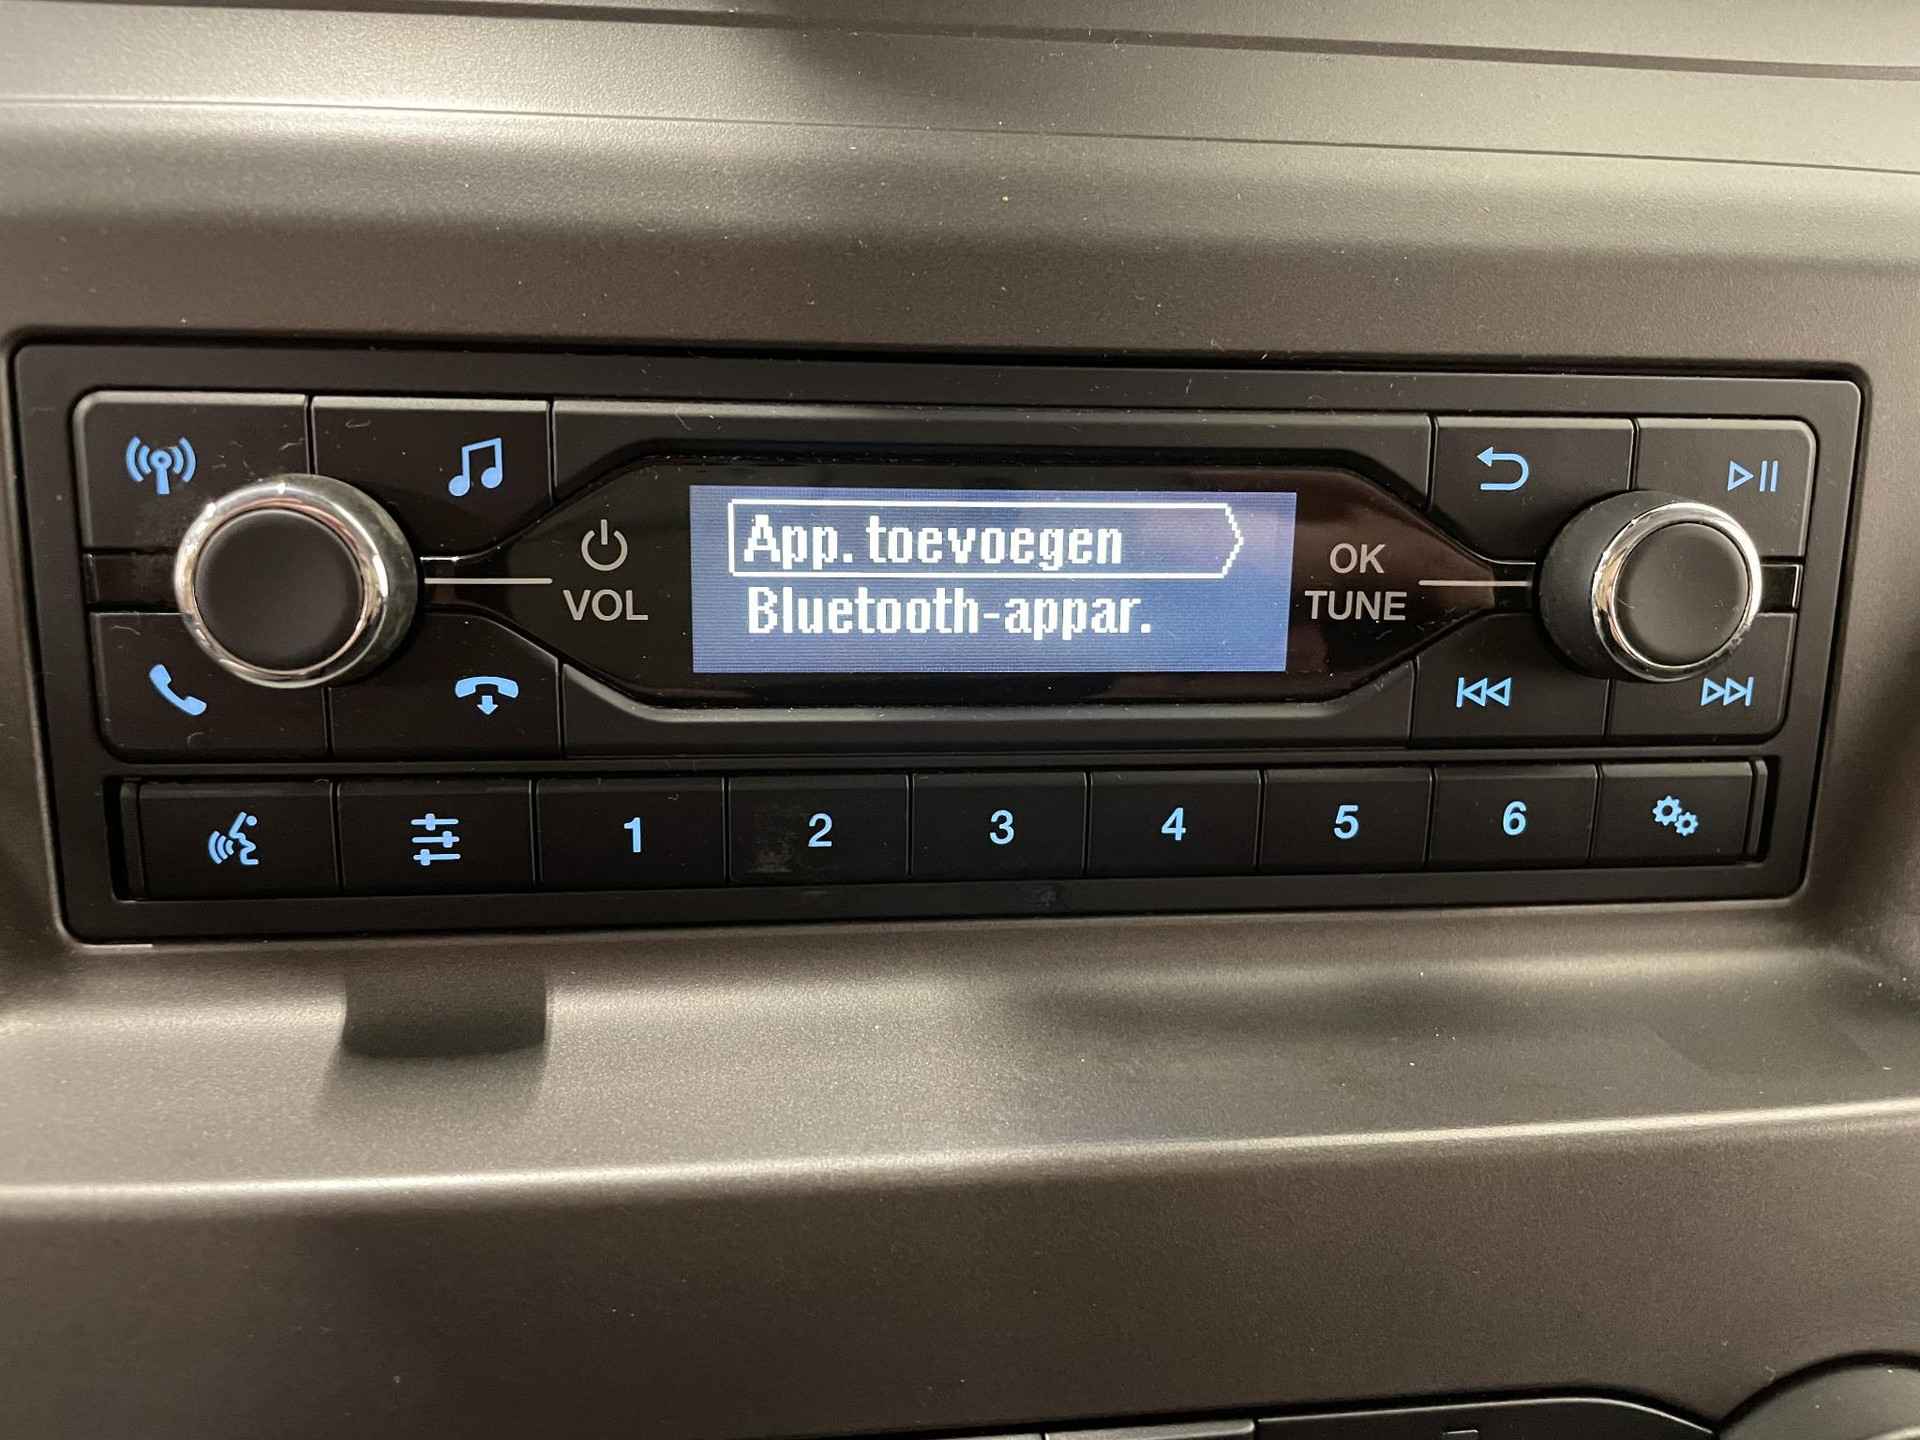 App. toevoegen
Bluetooth-appar.
VOL
OK
TUNE
1
2
3
4
5
6